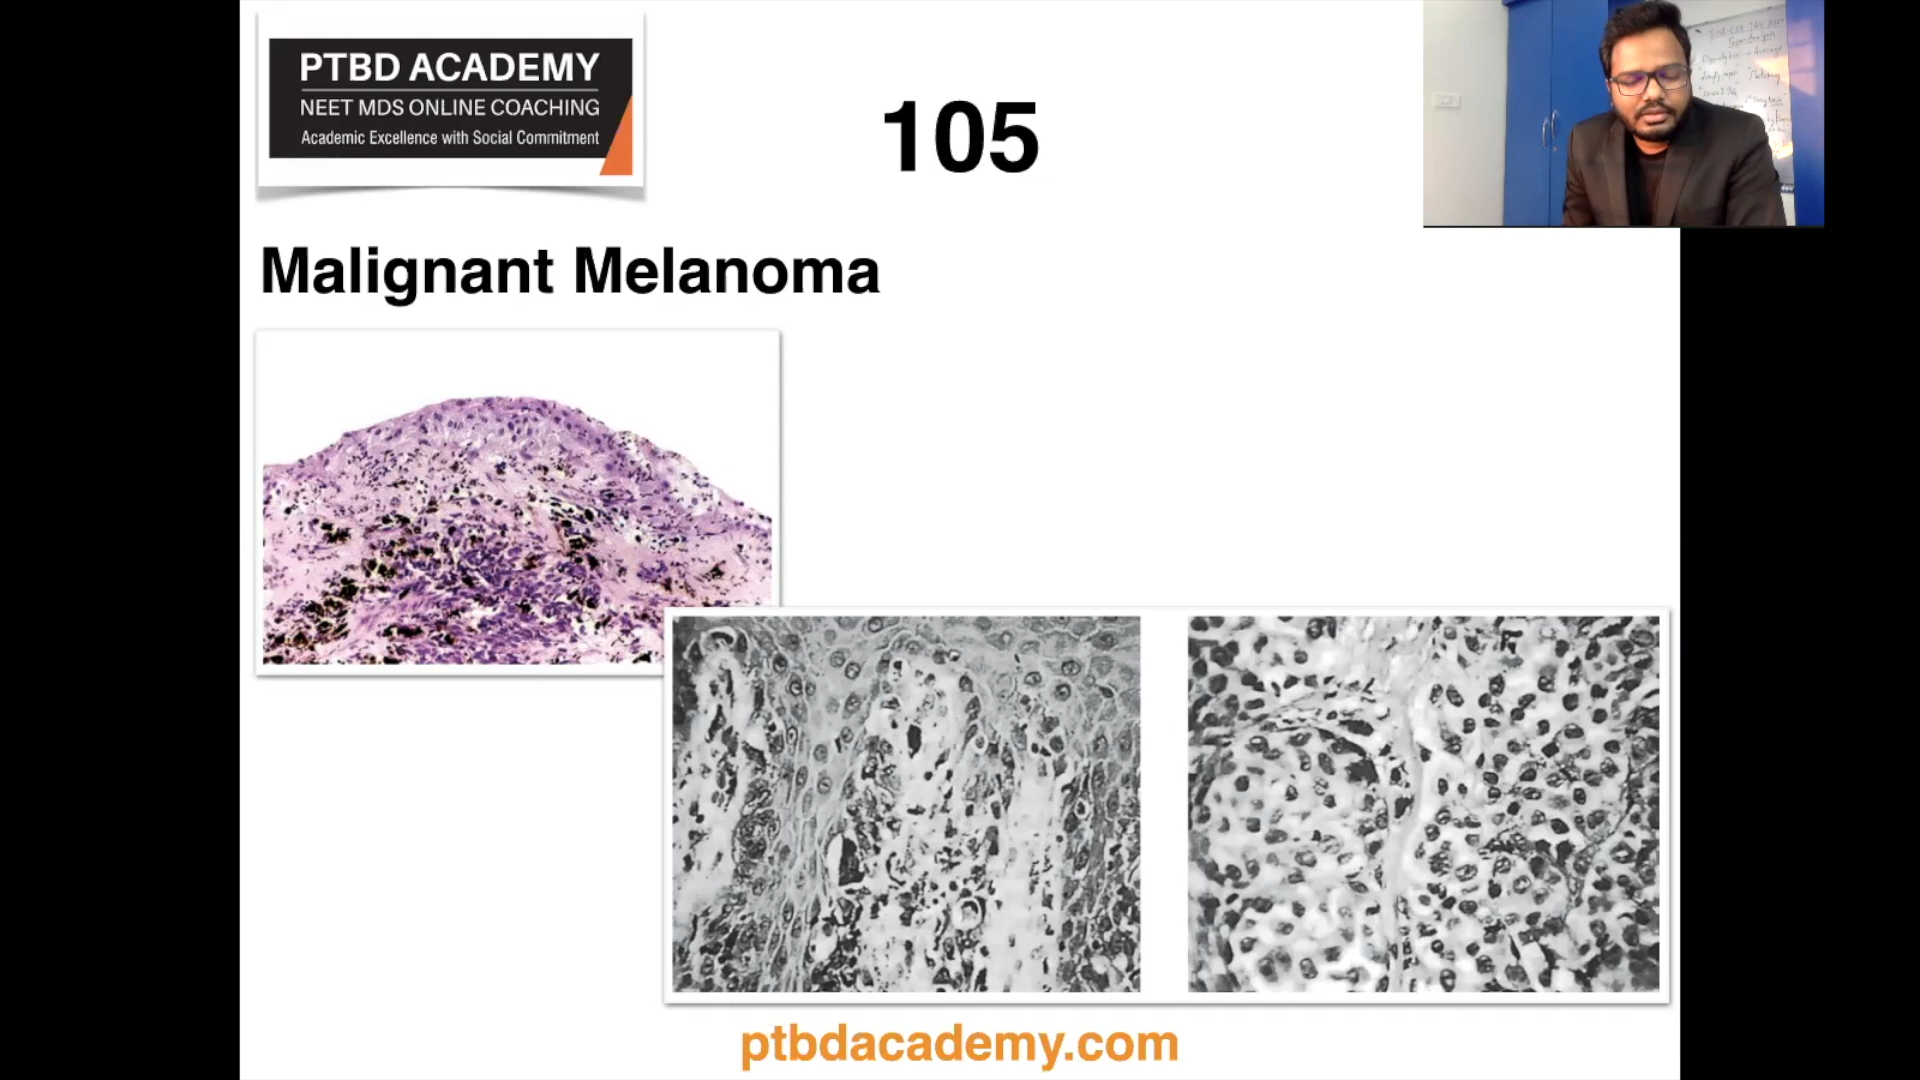 PTBD ACADEMY
NEET MDS ONLINE COACHING
Academic Excellence with Social Commitment
105
Malignant Melanoma
ptbdacademy.com